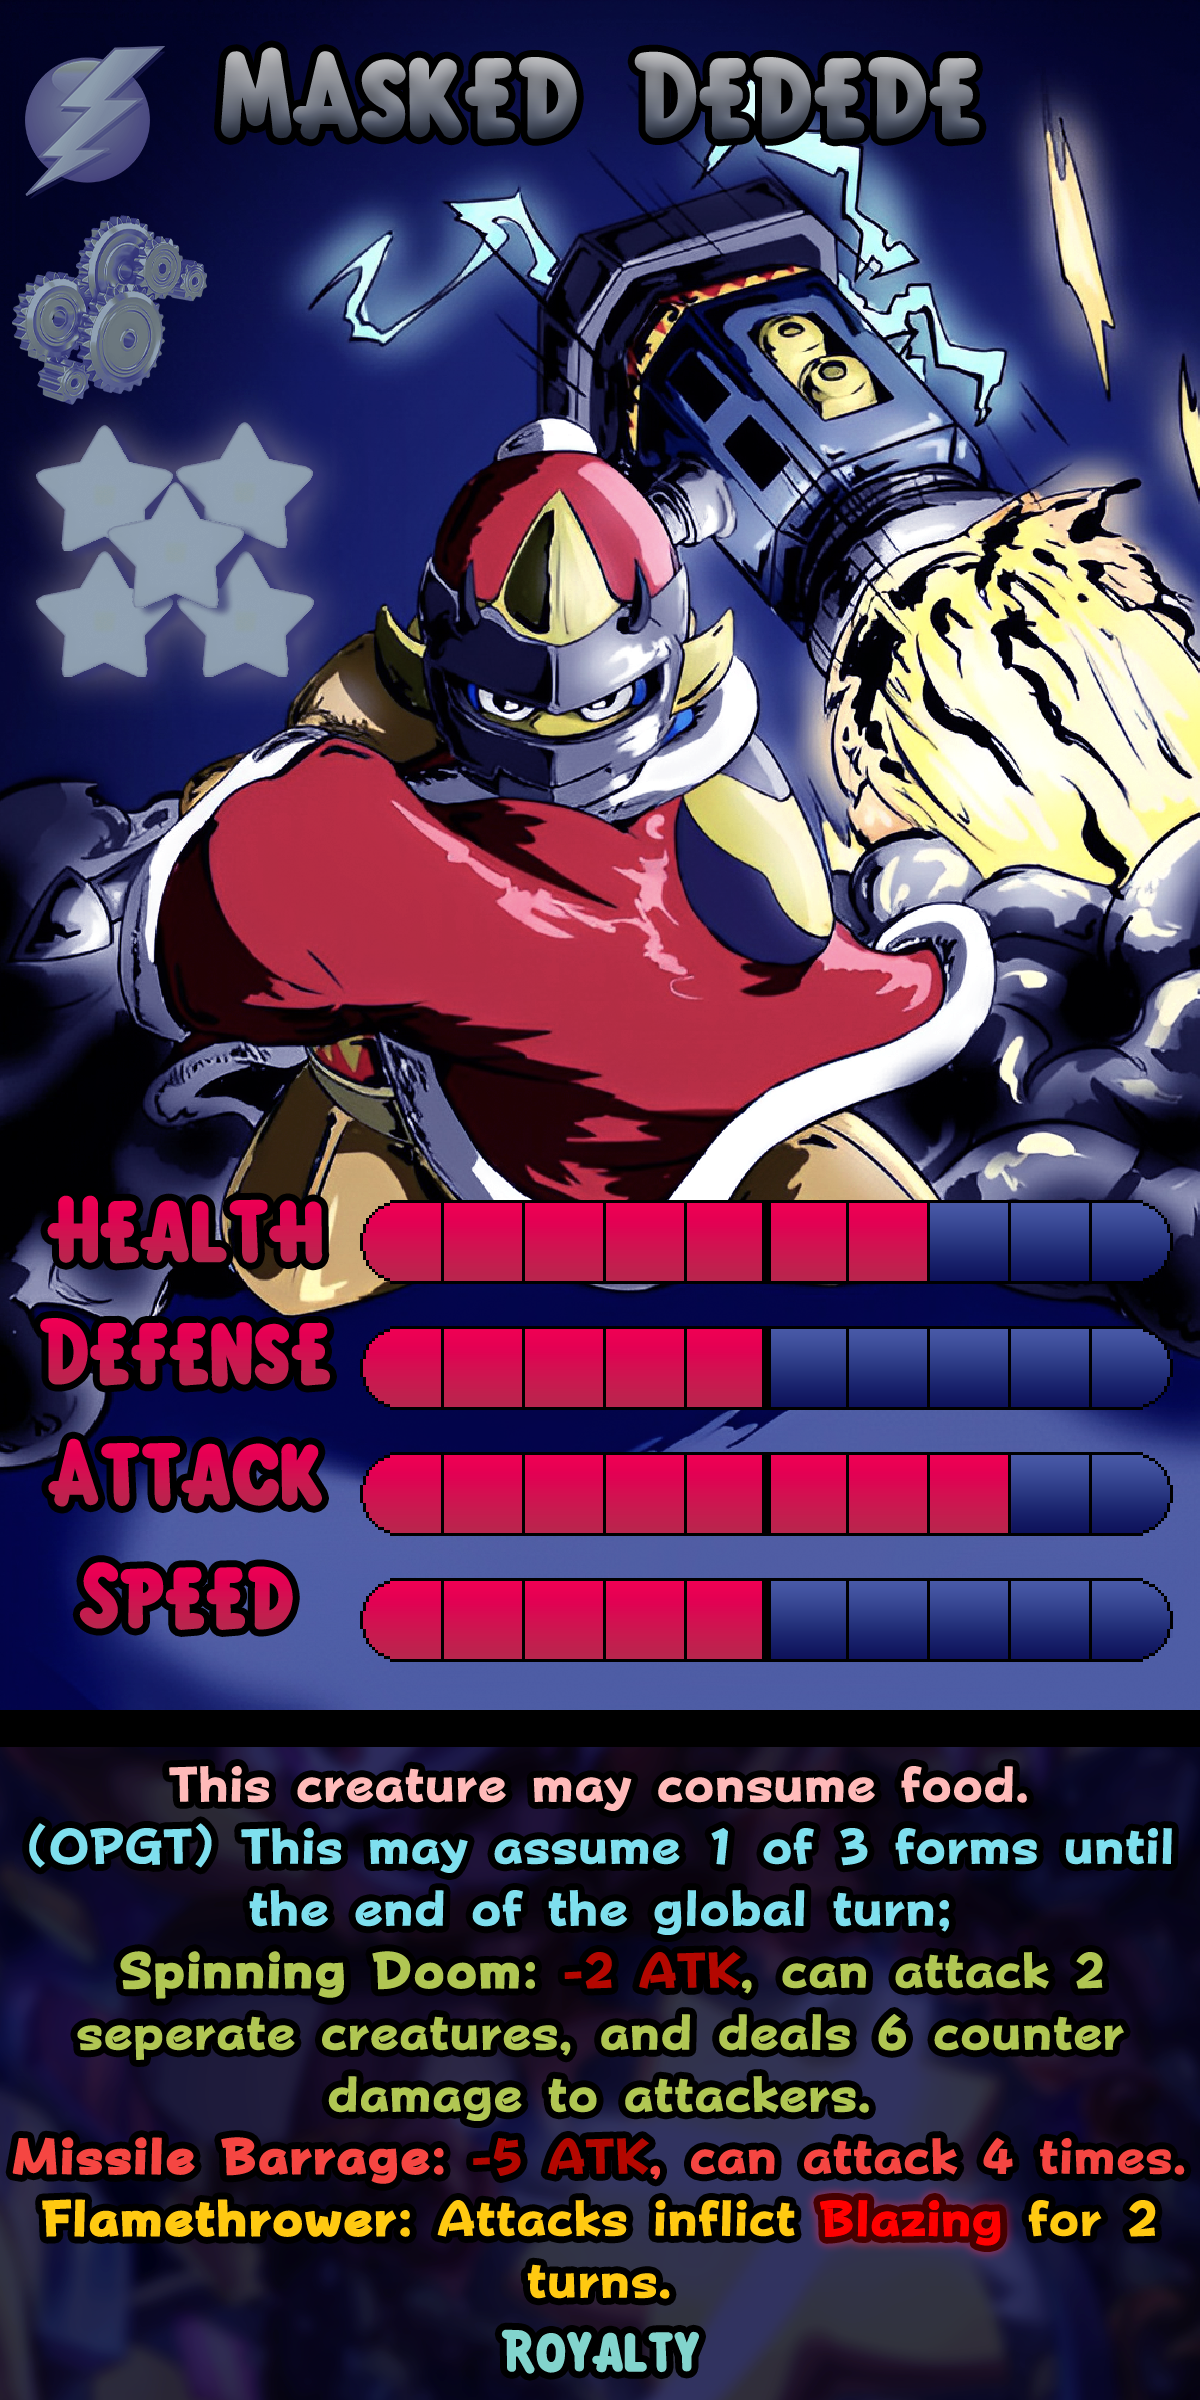 Masked Dedede
Health
Defense
Attack
Speed
This creature may consume food.
(OPGT) This may assume 1 of 3 forms until
the end of the global turn;
Spinning Doom: -2 ATK, can attack 2
seperate creatures, and deals 6 counter
damage to attackers.
Missile Barrage: -5 ATK, can attack 4 times.
Flamethrower: Attacks inflict Blazing for 2
turns.
Royalty